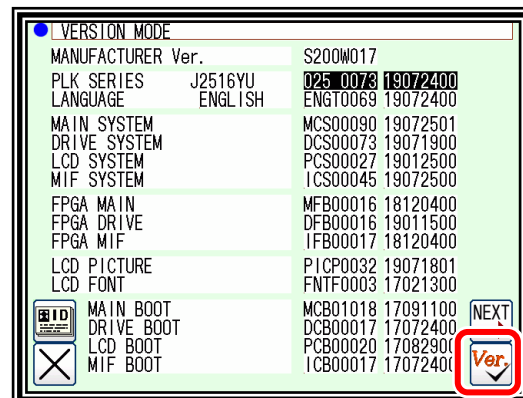 VERSION MODE
MANUFACTURER Ver. S200W017
PLK SERIES J2516YU 025 0073 19072400
LANGUAGE ENGLISH ENGT0069 19072400
MAIN SYSTEM MCS00090 19072501
DRIVE SYSTEM DCS00073 19071900
LCD SYSTEM PCS00027 19012500
MIF SYSTEM ICS00045 19072500
FPGA MAIN MFB00016 18120400
FPGA DRIVE DFB00016 19011500
FPGA MIF IFB00017 18120400
LCD PICTURE PICP0032 19071801
LCD FONT FNTF0003 17021300
ID MAIN BOOT MCB01018 17091100 NEXT
DRIVE BOOT DCB00017 17072400
LCD BOOT PCB00020 17082900 Ver.
MIF BOOT ICB00017 17072400